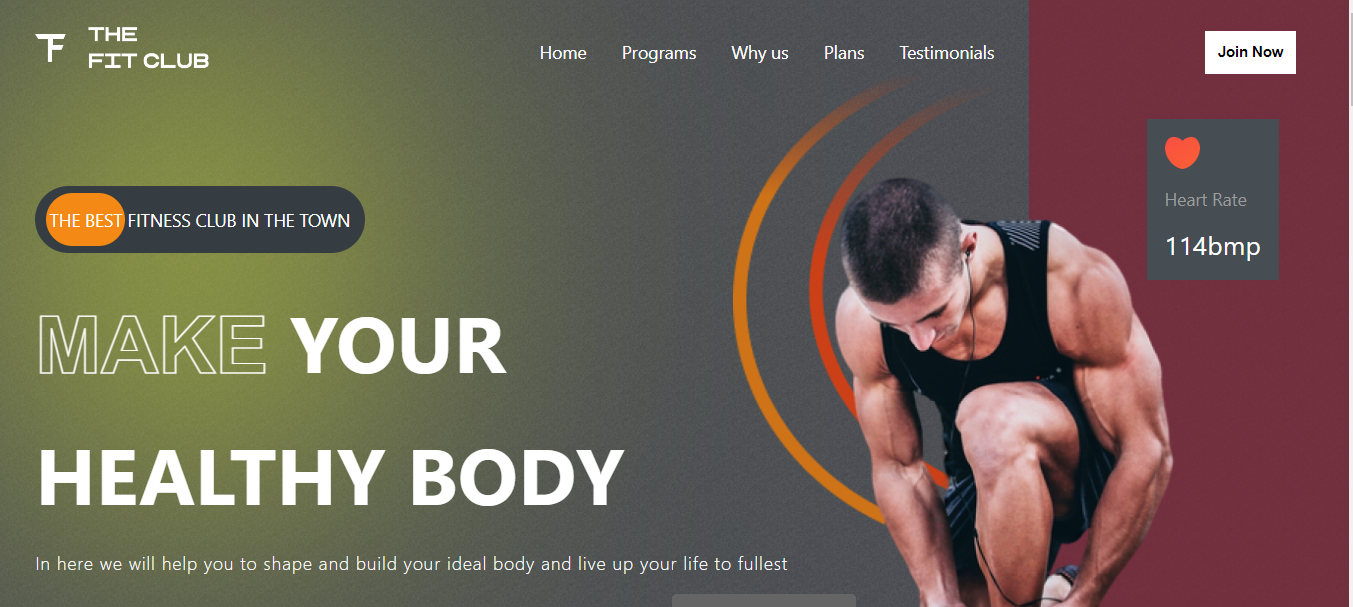 THE
FIT CLUB
Home Programs Why us Plans Testimonials
Join Now
Heart Rate
114bmp
THE BEST FITNESS CLUB IN THE TOWN
MAKE YOUR
HEALTHY BODY
In here we will help you to shape and build your ideal body and live up your life to fullest